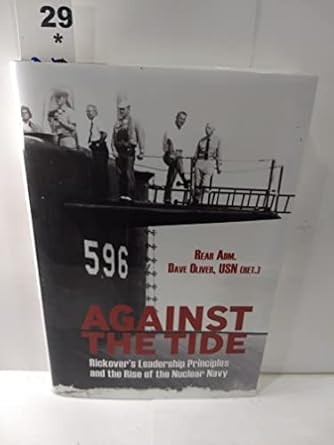 29
*
REAR ADM.
DAVE OLIVER, USN (RET.)
596
AGAINST
THE TIDE
Rickover's Leadership Principles
and the Rise of the Nuclear Navy